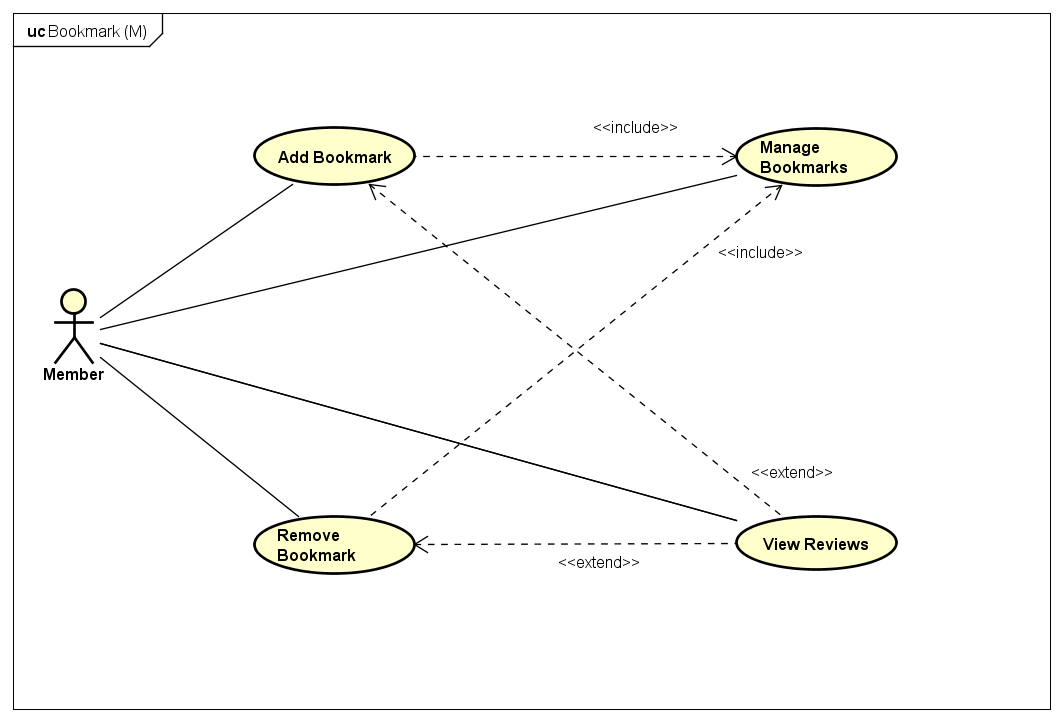 uc Bookmark (M)
<<include>>
Add Bookmark
Manage
Bookmarks
<<include>>
Member
<<extend>>
Remove
Bookmark
View Reviews
<<extend>>